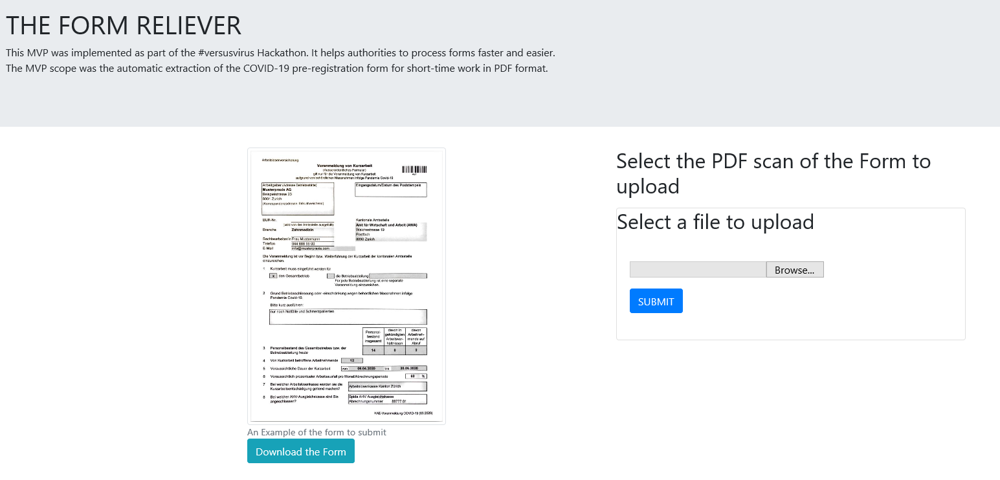 THE FORM RELIEVER
This MVP was implemented as part of the #versusvirus Hackathon. It helps authorities to process forms faster and easier.
The MVP scope was the automatic extraction of the COVID-19 pre-registration form for short-time work in PDF format.
Arbeitslosenversicherung
Voranmeldung von Kurzarbeit
(Ausserordentliches Formular)
gilt nur für die Voranmeldung von Kurzarbeit
aufgrund von behördlichen Massnahmen infolge Pandemie Covid-19
Arbeitgeber (Adresse Betriebsstätte)
Musterpraxis AG
Beispielstrasse 23
8001 Zürich
(Korrespondenzadresse, falls abweichend)
Eingangsdatum/Datum des Poststempels
BUR-Nr.
(wird von der Amtsstelle ausgefüllt)
Branche Zahnmedizin
Sachbearbeiter/in Frau Mustermann
Telefon 044 888 99 00
E-Mail info@musterpraxis.com
Kantonale Amtsstelle
Amt für Wirtschaft und Arbeit (AWA)
Walchestrasse 19
Postfach
8090 Zürich
Die Voranmeldung ist vor Beginn bzw. Weiterführung der Kurzarbeit der kantonalen Amtsstelle
einzureichen.
1 Kurzarbeit muss eingeführt werden für
x den Gesamtbetrieb die Betriebsabteilung
Für jede Betriebsabteilung ist eine separate
Voranmeldung einzureichen.
2 Grund Betriebsschliessung oder -einschränkung wegen behördlichen Massnahmen infolge
Pandemie Covid-19.
Bitte kurz ausführen:
nur noch Notfälle und Schmerzpatienten
Personal-
bestand
insgesamt
davon in
gekündigten
Arbeitsver-
hältnissen
davon
Arbeitneh-
mende auf
Abruf
3 Personalbestand des Gesamtbetriebes bzw. der
Betriebsabteilung heute
14 0 2
4 Von Kurzarbeit betroffene Arbeitnehmende 12
5 Voraussichtliche Dauer der Kurzarbeit von 06.04.2020 bis 30.06.2020
6 Voraussichtlich prozentualer Arbeitsausfall pro Monat/Abrechnungsperiode 60 %
7 Bei welcher Arbeitslosenkasse werden sie die
Kurzarbeitsentschädigung geltend machen?
Arbeitslosenkasse Kanton Zürich
8 Bei welcher AHV-Ausgleichskasse sind Sie
angeschlossen?
Spida AHV Ausgleichskasse
Abrechnungsnummer 88777.01
KAE-Voranmeldung COVID-19 (03.2020)
An Example of the form to submit
Download the Form
Select the PDF scan of the Form to
upload
Select a file to upload
Browse...
SUBMIT